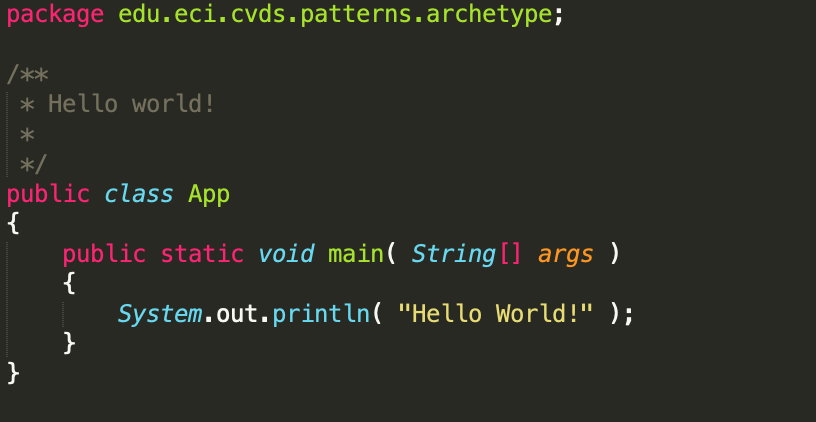 package edu.eci.cvds.patterns.archetype;
/**
 * Hello world!
 *
 */
public class App
{
    public static void main( String[] args )
    {
        System.out.println( "Hello World!" );
    }
}